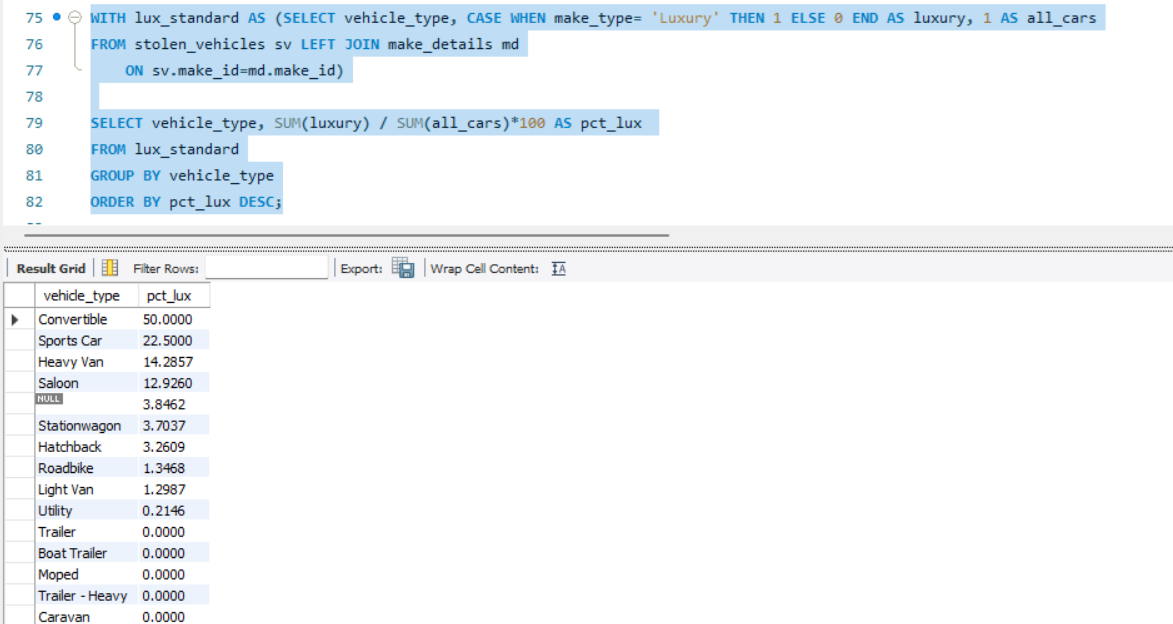 75 WITH lux_standard AS (SELECT vehicle_type, CASE WHEN make_type= 'Luxury' THEN 1 ELSE 0 END AS luxury, 1 AS all_cars
76 FROM stolen_vehicles sv LEFT JOIN make_details md
77 ON sv.make_id=md.make_id)
78
79 SELECT vehicle_type, SUM(luxury) / SUM(all_cars)*100 AS pct_lux
80 FROM lux_standard
81 GROUP BY vehicle_type
82 ORDER BY pct_lux DESC;
Result Grid Filter Rows: Export: Wrap Cell Content: IA
vehicle_type pct_lux
Convertible 50.0000
Sports Car 22.5000
Heavy Van 14.2857
Saloon 12.9260
NULL 3.8462
Stationwagon 3.7037
Hatchback 3.2609
Roadbike 1.3468
Light Van 1.2987
Utility 0.2146
Trailer 0.0000
Boat Trailer 0.0000
Moped 0.0000
Trailer - Heavy 0.0000
Caravan 0.0000